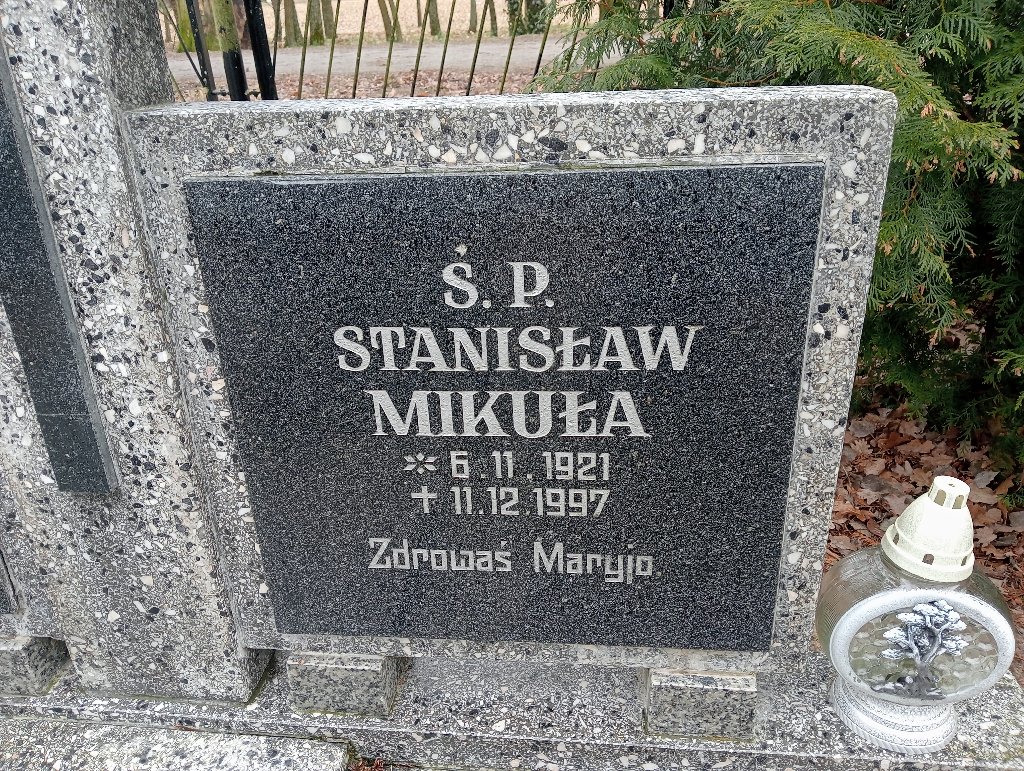 Ś. P.
STANISŁAW
MIKUŁA
* 6.11.1921
+ 11.12.1997
Zdrowaś Maryjo